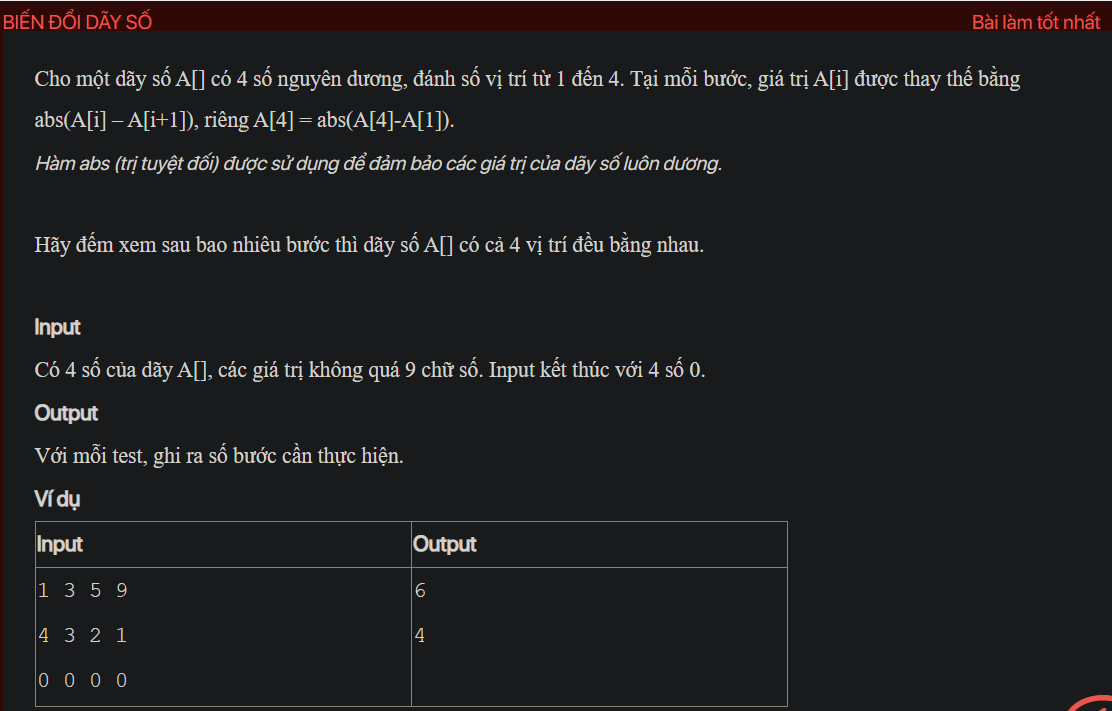 BIẾN ĐỔI DÃY SỐ Bài làm tốt nhất
Cho một dãy số A[] có 4 số nguyên dương, đánh số vị trí từ 1 đến 4. Tại mỗi bước, giá trị A[i] được thay thế bằng
abs(A[i] – A[i+1]), riêng A[4] = abs(A[4]-A[1]).
Hàm abs (trị tuyệt đối) được sử dụng để đảm bảo các giá trị của dãy số luôn dương.
Hãy đếm xem sau bao nhiêu bước thì dãy số A[] có cả 4 vị trí đều bằng nhau.
Input
Có 4 số của dãy A[], các giá trị không quá 9 chữ số. Input kết thúc với 4 số 0.
Output
Với mỗi test, ghi ra số bước cần thực hiện.
Ví dụ
Input Output
1 3 5 9 6
4 3 2 1 4
0 0 0 0